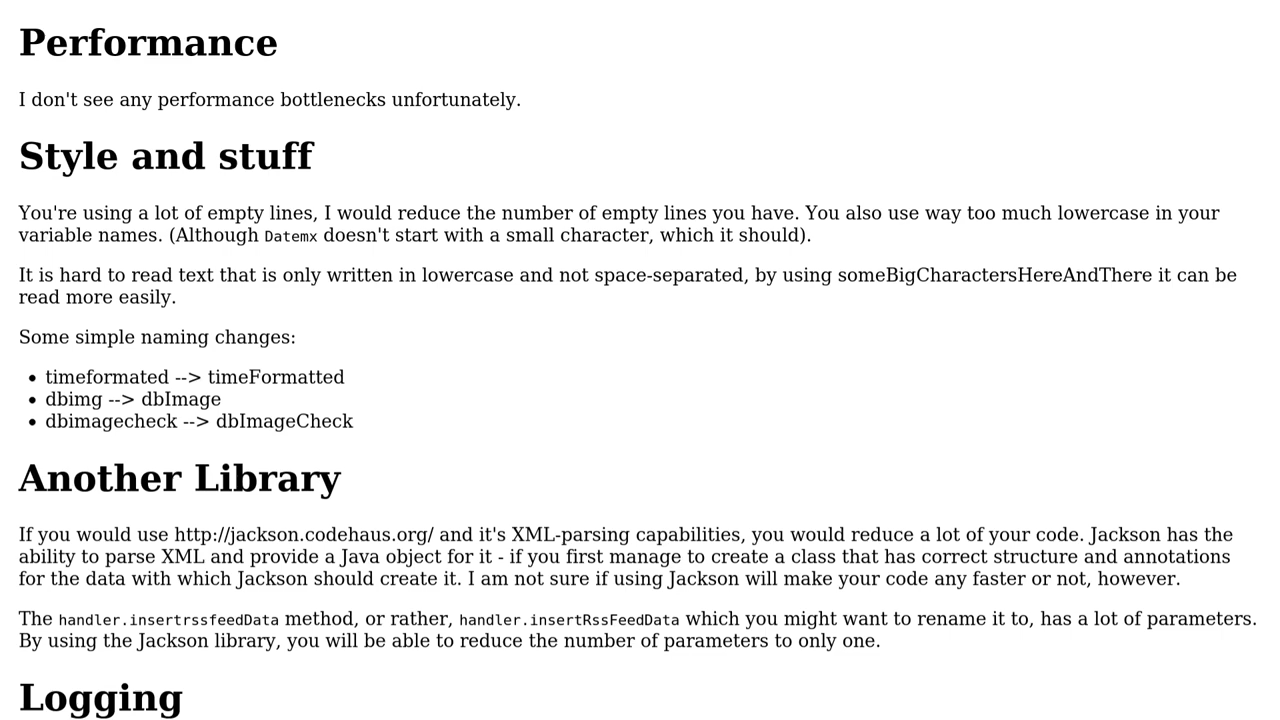 Performance
I don't see any performance bottlenecks unfortunately.
Style and stuff
You're using a lot of empty lines, I would reduce the number of empty lines you have. You also use way too much lowercase in your
variable names. (Although Datemx doesn't start with a small character, which it should).
It is hard to read text that is only written in lowercase and not space-separated, by using someBigCharactersHereAndThere it can be
read more easily.
Some simple naming changes:
• timeformated --> timeFormatted
• dbimg --> dbImage
• dbimagecheck --> dbImageCheck
Another Library
If you would use http://jackson.codehaus.org/ and it's XML-parsing capabilities, you would reduce a lot of your code. Jackson has the
ability to parse XML and provide a Java object for it - if you first manage to create a class that has correct structure and annotations
for the data with which Jackson should create it. I am not sure if using Jackson will make your code any faster or not, however.
The handler.insertrssfeedData method, or rather, handler.insertRssFeedData which you might want to rename it to, has a lot of parameters.
By using the Jackson library, you will be able to reduce the number of parameters to only one.
Logging